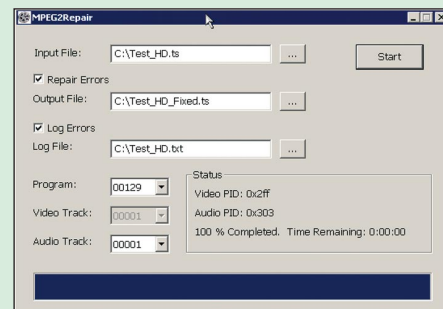 MPEG2Repair
Input File: C:\Test_HD.ts ... Start
Repair Errors
Output File: C:\Test_HD_Fixed.ts ...
Log Errors
Log File: C:\Test_HD.txt ...
Status
Program: 00129
Video PID: 0x2ff
Video Track: 00001
Audio PID: 0x303
100 % Completed. Time Remaining: 0:00:00
Audio Track: 00001